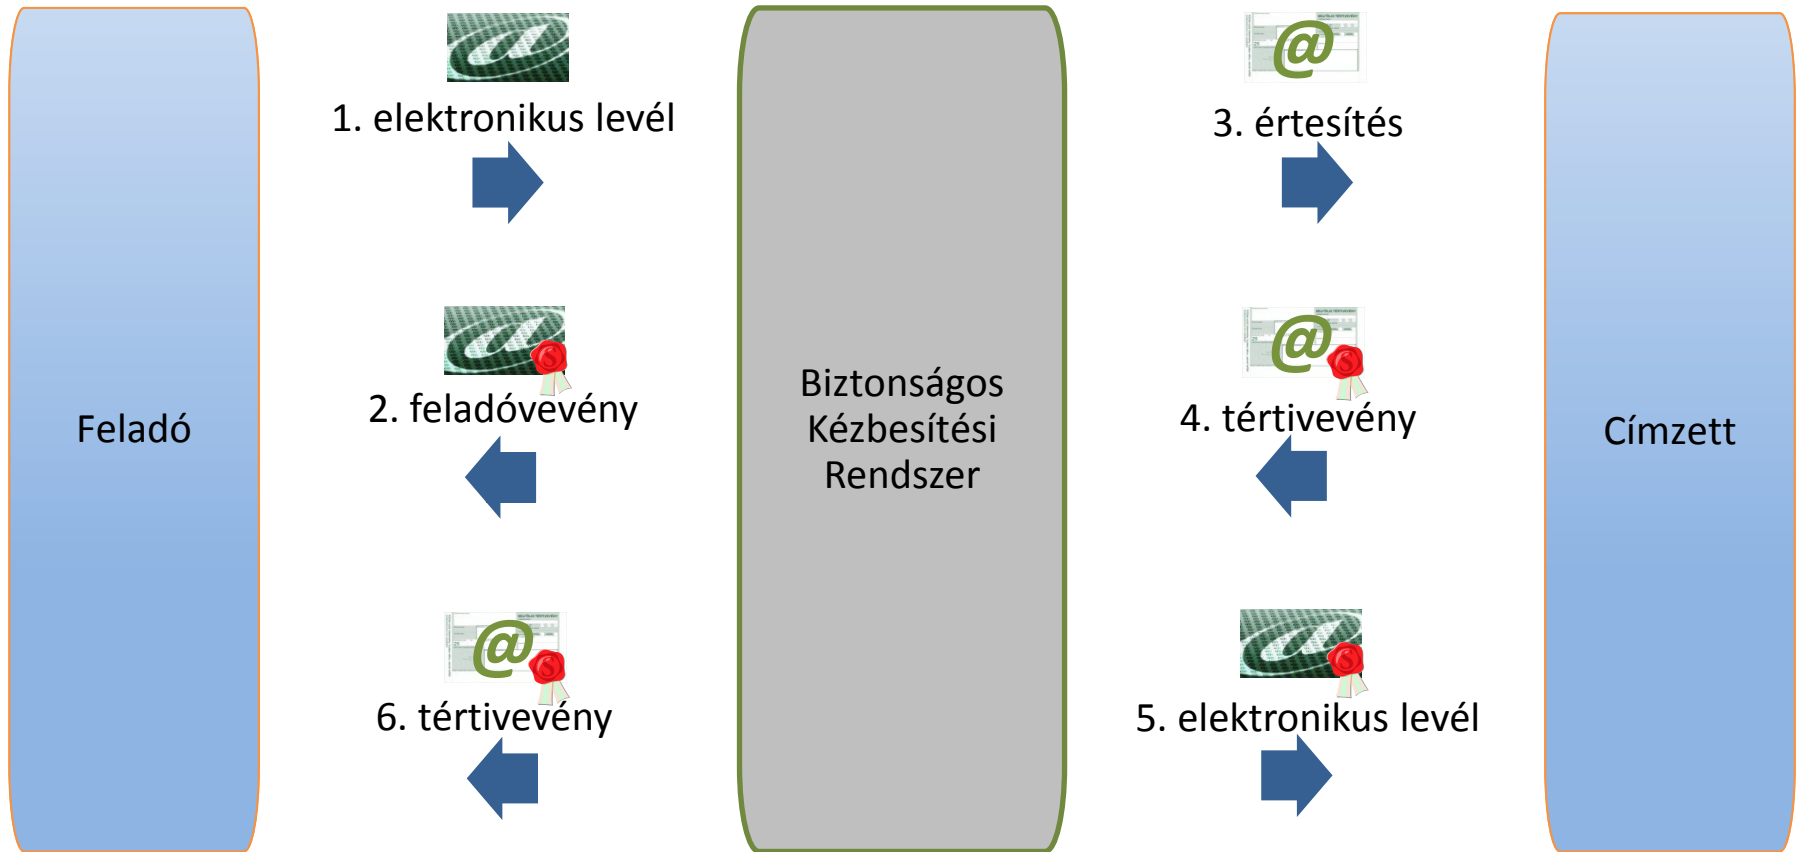 1. elektronikus levél
3. értesítés
2. feladóvevény
4. tértivevény
Feladó
Biztonságos
Kézbesítési
Rendszer
Címzett
6. tértivevény
5. elektronikus levél
@
@
@